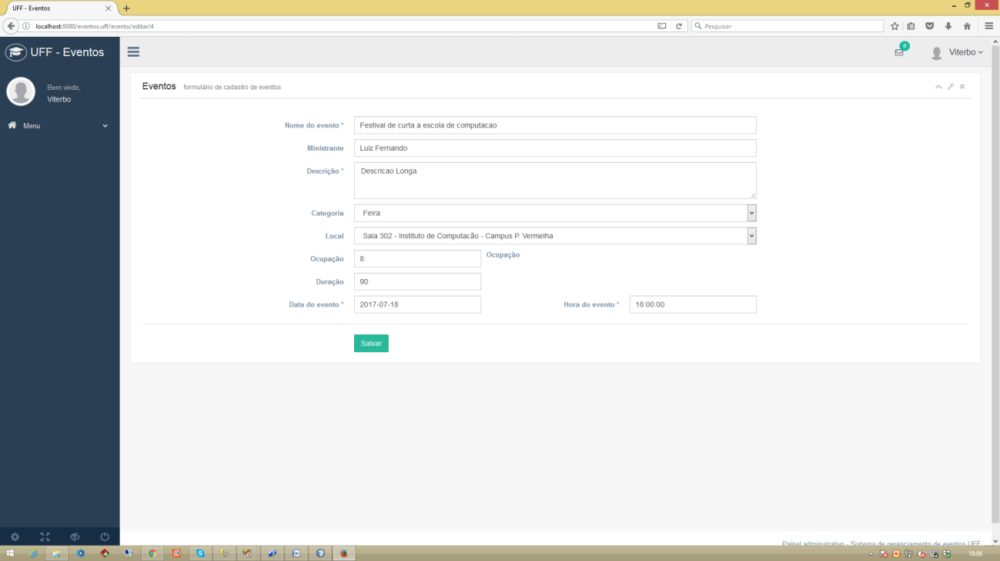 UFF - Eventos
localhost:8080/eventos.uff/evento/editar/4
Pesquisar
UFF - Eventos
6
Viterbo
Bem vindo,
Viterbo
Menu
Eventos formulário de cadastro de eventos
Nome do evento * Festival de curta a escola de computacao
Ministrante Luiz Fernando
Descrição * Descricao Longa
Categoria Feira
Local Sala 302 - Instituto de Computacão - Campus P. Vermelha
Ocupação 8 Ocupação
Duração 90
Data do evento * 2017-07-18 Hora do evento * 18:00:00
Salvar
Painel administrativo - Sistema de gerenciamento de eventos UFF
18:06